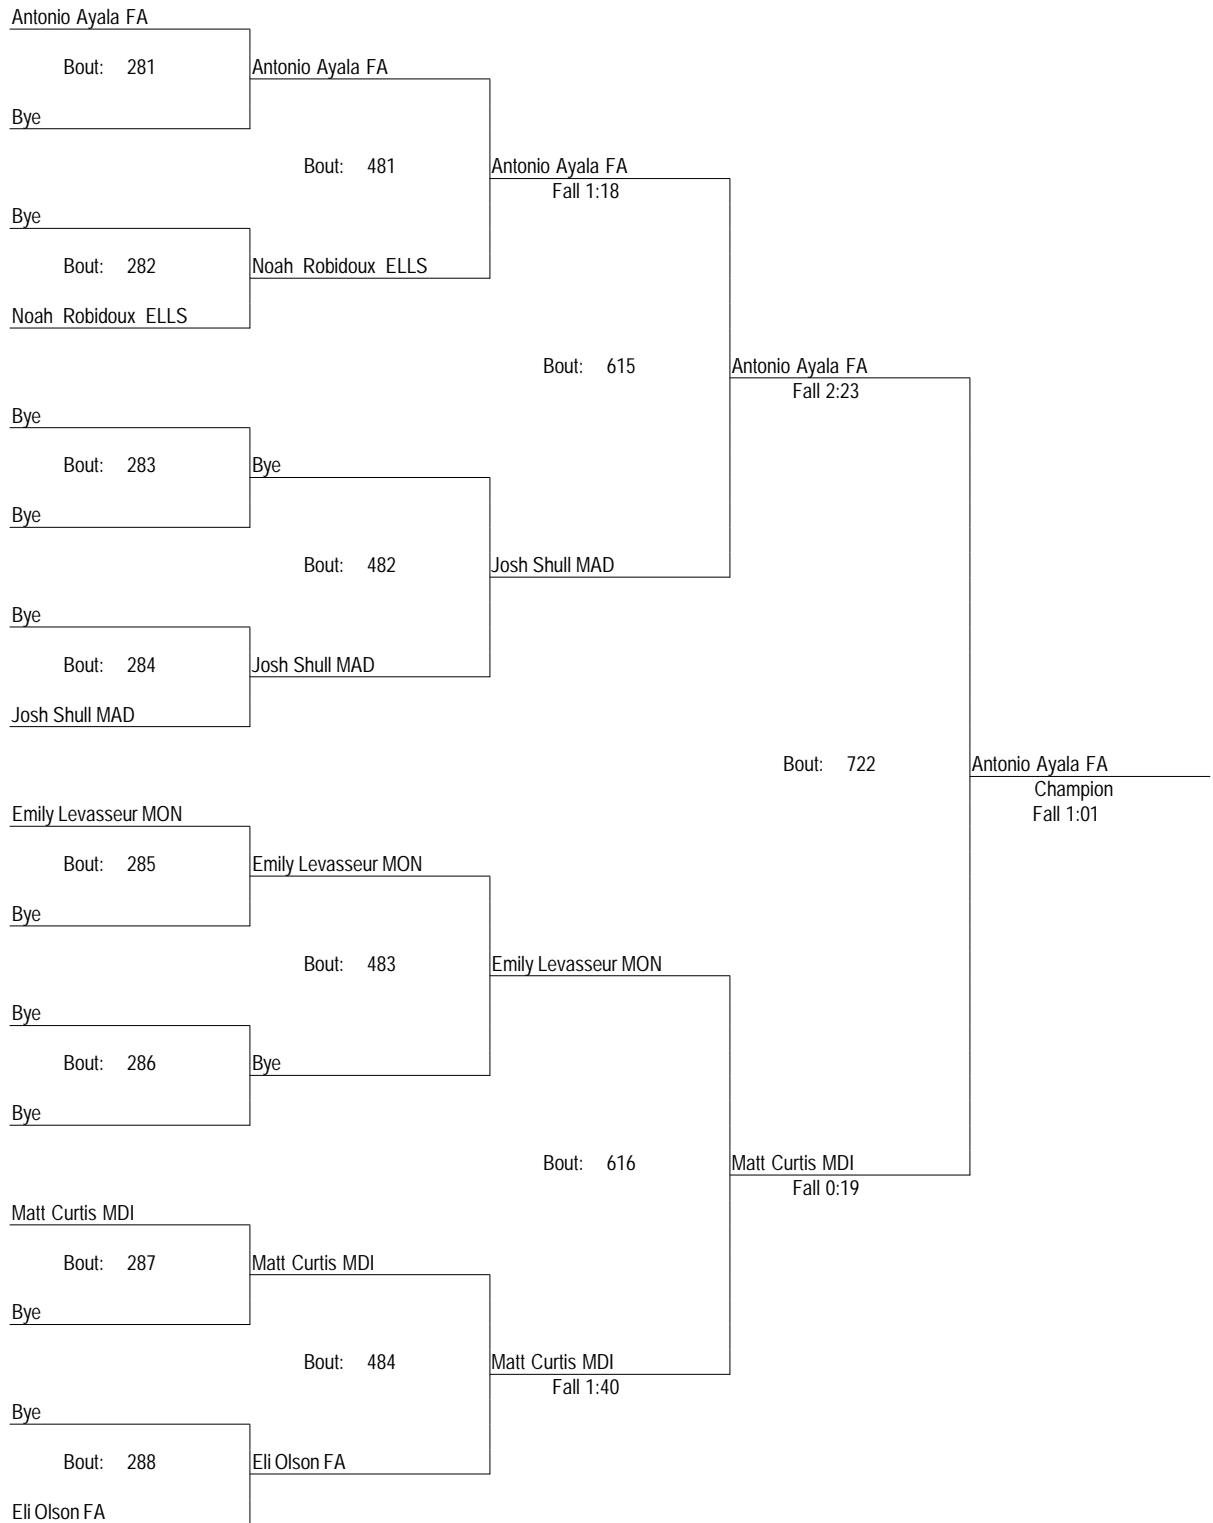 Antonio Ayala FA
Bout: 281 Antonio Ayala FA
Bye
Bout: 481 Antonio Ayala FA
Fall 1:18
Bye
Bout: 282 Noah Robidoux ELLS
Noah Robidoux ELLS
Bout: 615 Antonio Ayala FA
Fall 2:23
Bye
Bout: 283 Bye
Bye
Bout: 482 Josh Shull MAD
Bye
Bout: 284 Josh Shull MAD
Josh Shull MAD
Bout: 722 Antonio Ayala FA
Champion
Emily Levasseur MON Fall 1:01
Bout: 285 Emily Levasseur MON
Bye
Bout: 483 Emily Levasseur MON
Bye
Bout: 286 Bye
Bye
Bout: 616 Matt Curtis MDI
Fall 0:19
Matt Curtis MDI
Bout: 287 Matt Curtis MDI
Bye
Bout: 484 Matt Curtis MDI
Fall 1:40
Bye
Bout: 288 Eli Olson FA
Eli Olson FA